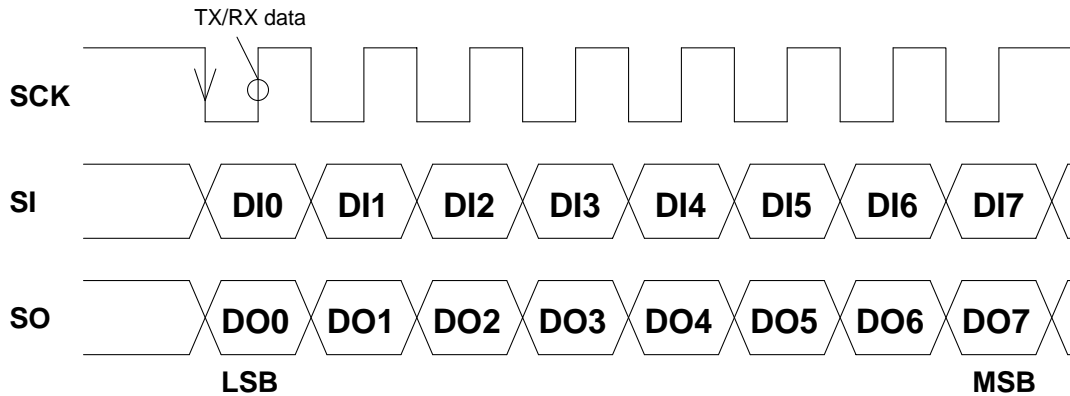 TX/RX data
SCK
SI DI0 DI1 DI2 DI3 DI4 DI5 DI6 DI7
SO DO0 DO1 DO2 DO3 DO4 DO5 DO6 DO7
LSB MSB